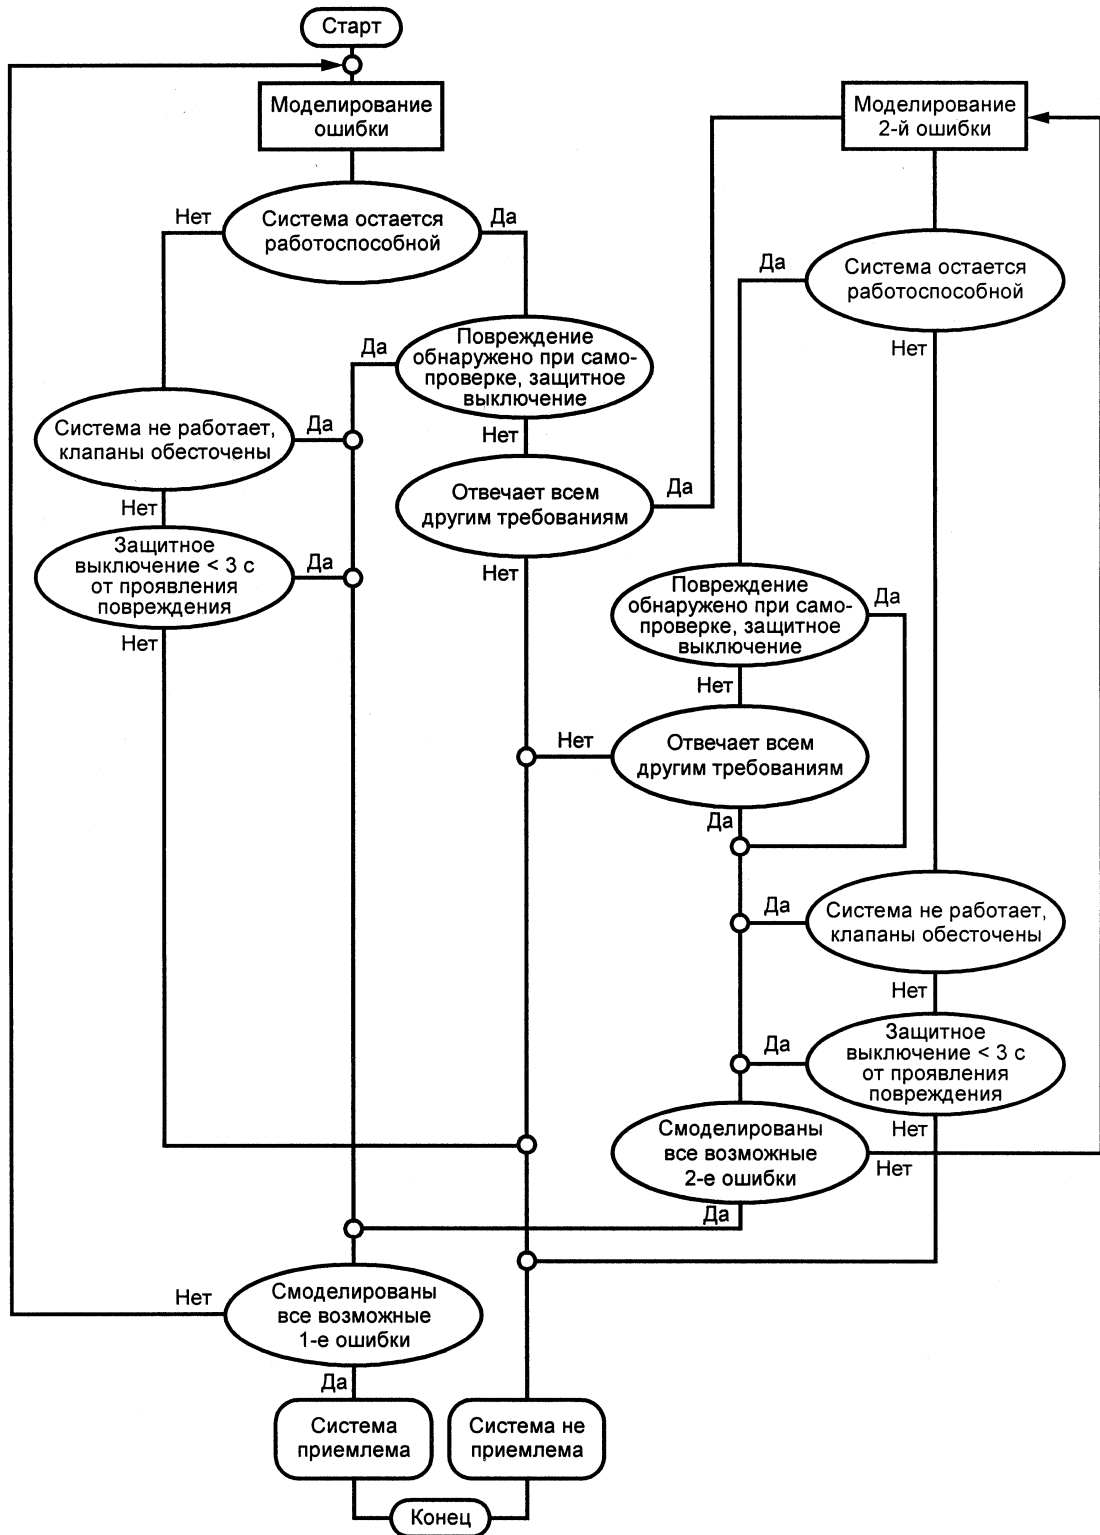 Старт
Моделирование
ошибки
Моделирование
2-й ошибки
Нет
Система остается
работоспособной
Да
Да
Система остается
работоспособной
Нет
Да
Повреждение
обнаружено при само-
проверке, защитное
выключение
Нет
Система не работает,
клапаны обесточены
Да
Нет
Отвечает всем
другим требованиям
Да
Нет
Защитное
выключение < 3 с
от проявления
повреждения
Да
Нет
Повреждение
обнаружено при само-
проверке, защитное
выключение
Да
Нет
Нет
Отвечает всем
другим требованиям
Да
Да
Система не работает,
клапаны обесточены
Нет
Да
Защитное
выключение < 3 с
от проявления
повреждения
Нет
Смоделированы
все возможные
2-е ошибки
Нет
Да
Нет
Смоделированы
все возможные
1-е ошибки
Да
Система
приемлема
Система не
приемлема
Конец